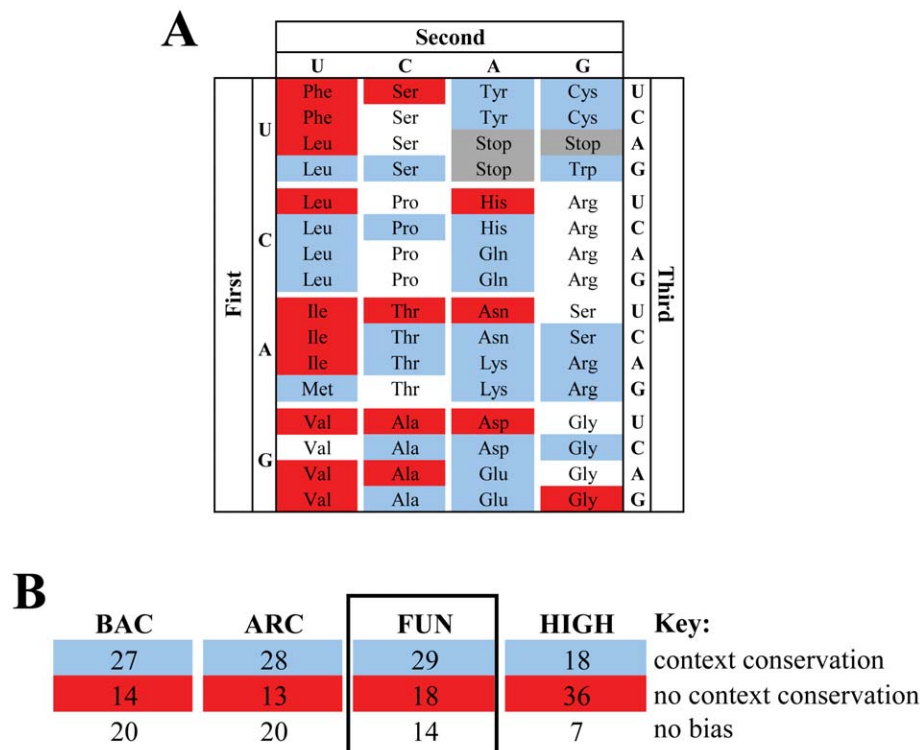 A
Second
U C A G
Phe Ser Tyr Cys U
Phe Ser Tyr Cys C
U
Leu Ser Stop Stop A
Leu Ser Stop Trp G
Leu Pro His Arg U
Leu Pro His Arg C
C
Leu Pro Gln Arg A
Leu Pro Gln Arg G
First
Third
Ile Thr Asn Ser U
Ile Thr Asn Ser C
A
Ile Thr Lys Arg A
Met Thr Lys Arg G
Val Ala Asp Gly U
Val Ala Asp Gly C
G
Val Ala Glu Gly A
Val Ala Glu Gly G
B
BAC ARC FUN HIGH Key:
27 28 29 18 context conservation
14 13 18 36 no context conservation
20 20 14 7 no bias